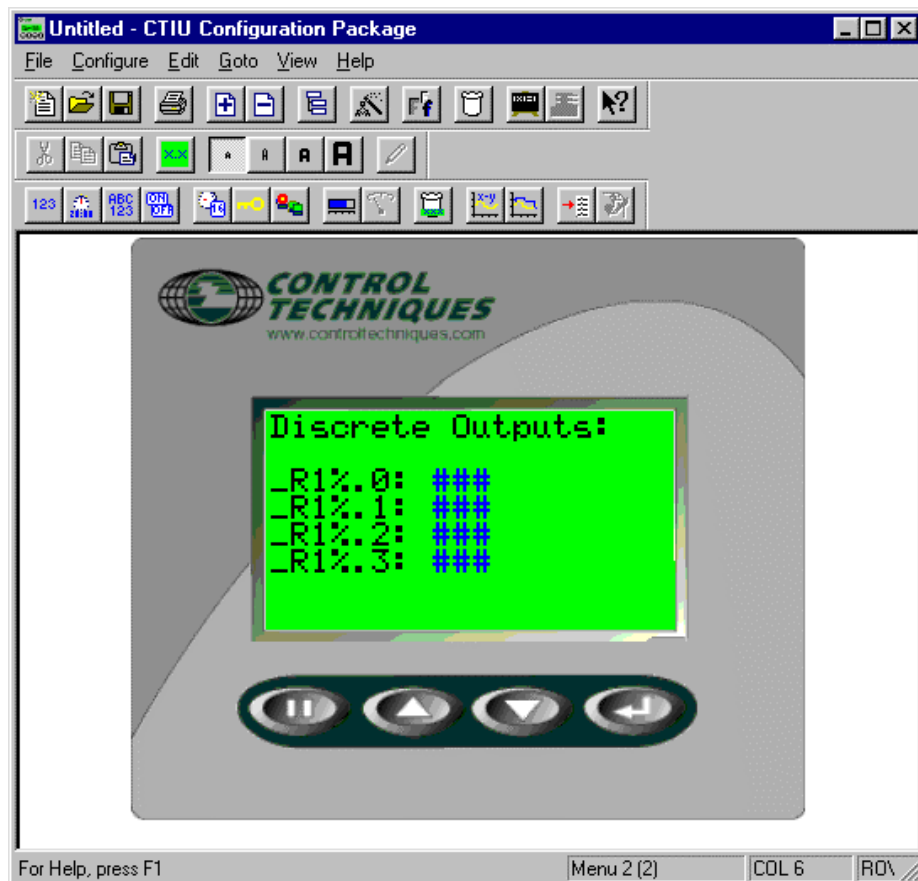 Untitled - CTIU Configuration Package
File Configure Edit Goto View Help
Ff
?
x.x A A A A
123 ABC 123 ON OFF x-y
CONTROL
TECHNIQUES
www.controltechniques.com
Discrete Outputs:
_R1%.0: ###
_R1%.1: ###
_R1%.2: ###
_R1%.3: ###
For Help, press F1 Menu 2 (2) COL 6